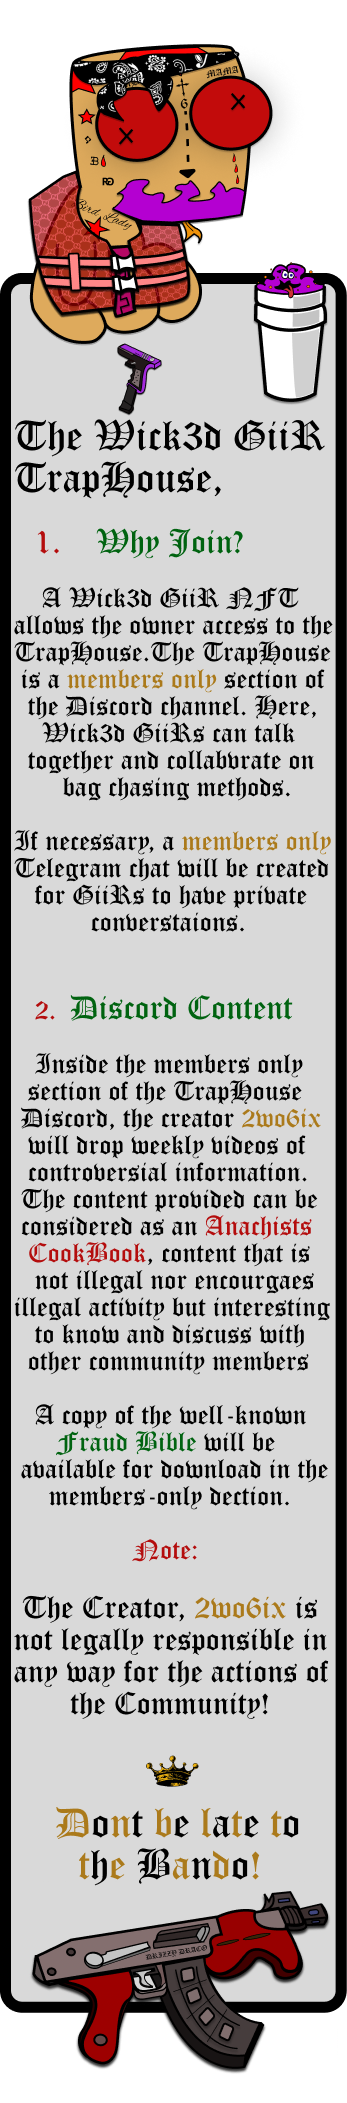 MAMA
6
B
RG
Bird Lady
The Wick3d GiiR
TrapHouse,
1. Why Join?
A Wick3d GiiR NFT
allows the owner access to the
TrapHouse.The TrapHouse
is a members only section of
the Discord channel. Here,
Wick3d GiiRs can talk
together and collabvrate on
bag chasing methods.
If necessary, a members only
Telegram chat will be created
for GiiRs to have private
converstaions.
2. Discord Content
Inside the members only
section of the TrapHouse
Discord, the creator 2wo6ix
will drop weekly videos of
controversial information.
The content provided can be
considered as an Anachists
CookBook, content that is
not illegal nor encourgaes
illegal activity but interesting
to know and discuss with
other community members
A copy of the well-known
Fraud Bible will be
available for download in the
members-only dection.
Note:
The Creator, 2wo6ix is
not legally responsible in
any way for the actions of
the Community!
Dont be late to
the Bando!
DRIZZY DRACO